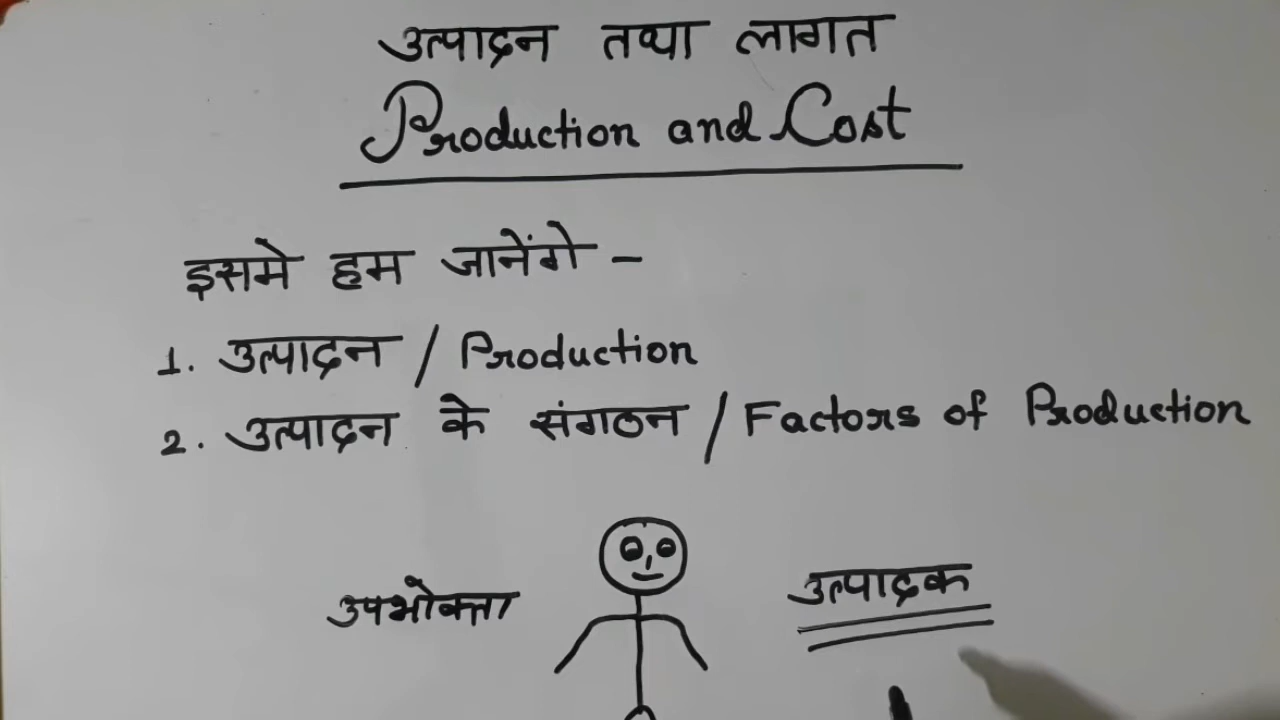 उत्पादन तथा लागत
Production and Cost
इसमे हम जानेंगे -
1. उत्पादन / Production
2. उत्पादन के संगठन / Factors of Production
उपभोक्ता
उत्पादक